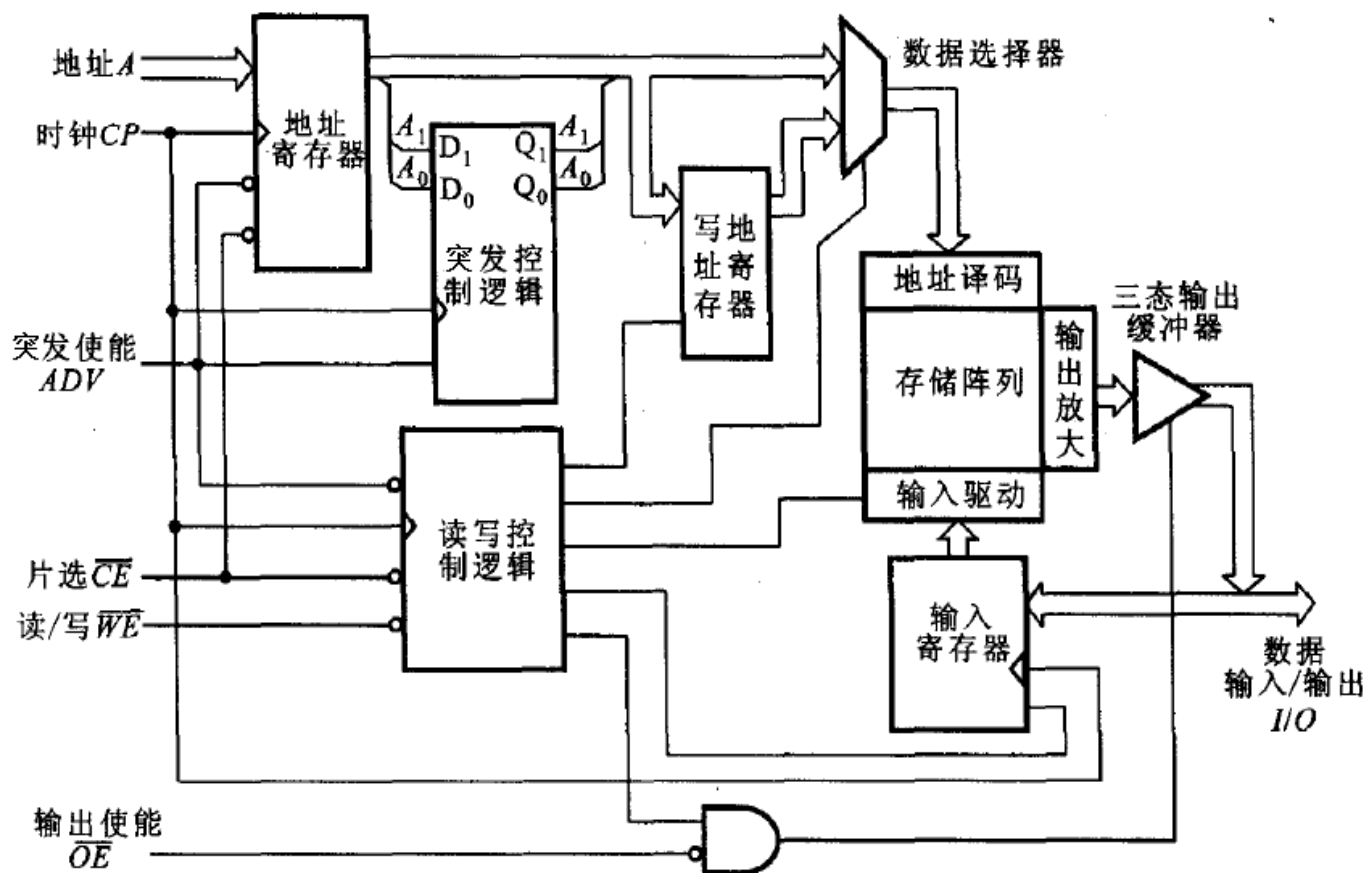 地址A
时钟CP
突发使能
ADV
片选C̅E̅
读/写W̅E̅
输出使能
O̅E̅
地址
寄存器
A₁
A₀
D₁
D₀
Q₁
Q₀
A₁
A₀
突发控
制逻辑
写地
址寄
存器
数据选择器
读写控
制逻辑
地址译码
存储阵列
输出放大
输入驱动
三态输出
缓冲器
输入
寄存器
数据
输入/输出
I/O